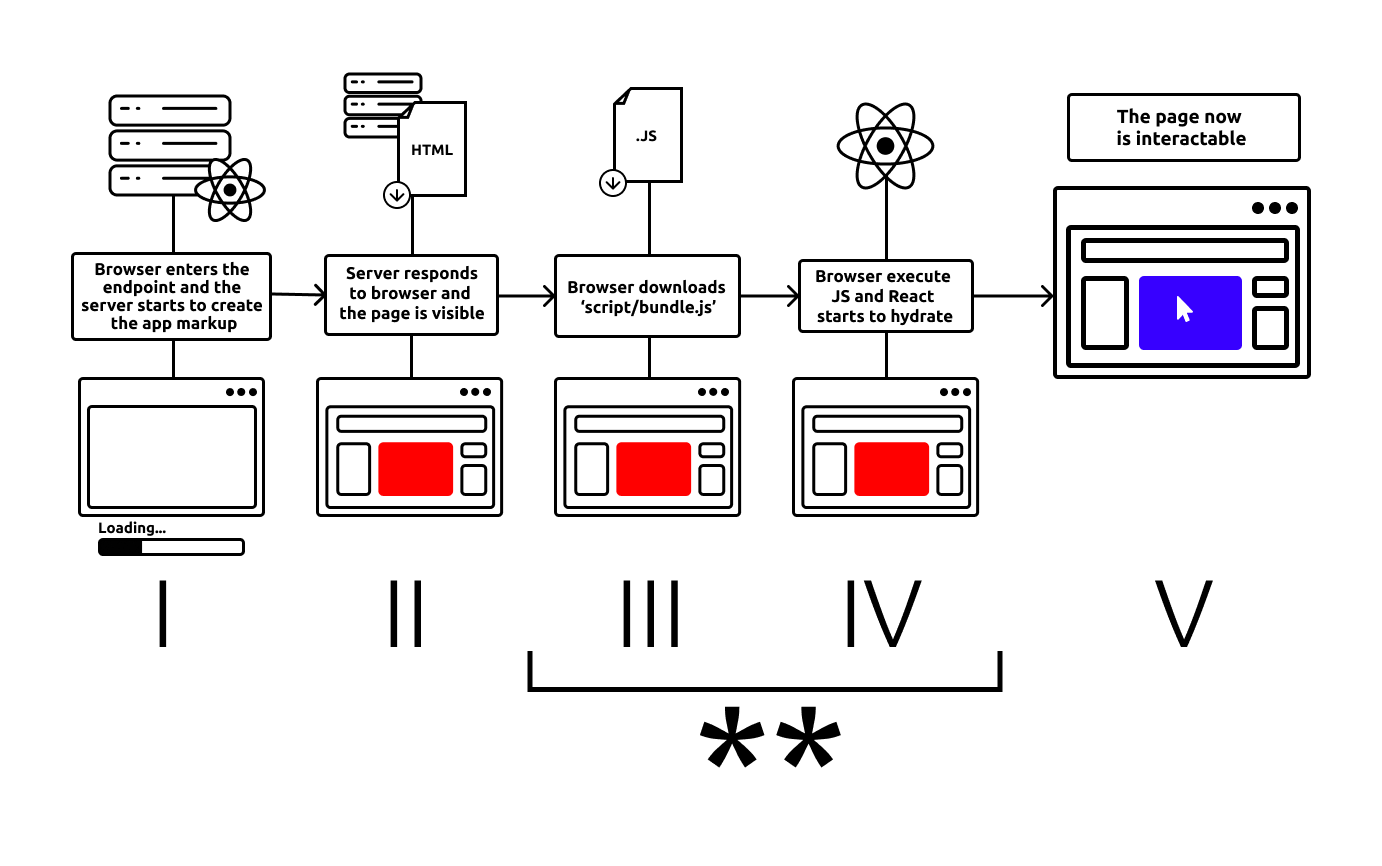 HTML
.JS
The page now
is interactable
Browser enters the
endpoint and the
server starts to create
the app markup
Server responds
to browser and
the page is visible
Browser downloads
‘script/bundle.js’
Browser execute
JS and React
starts to hydrate
Loading...
I
II
III
IV
V
**